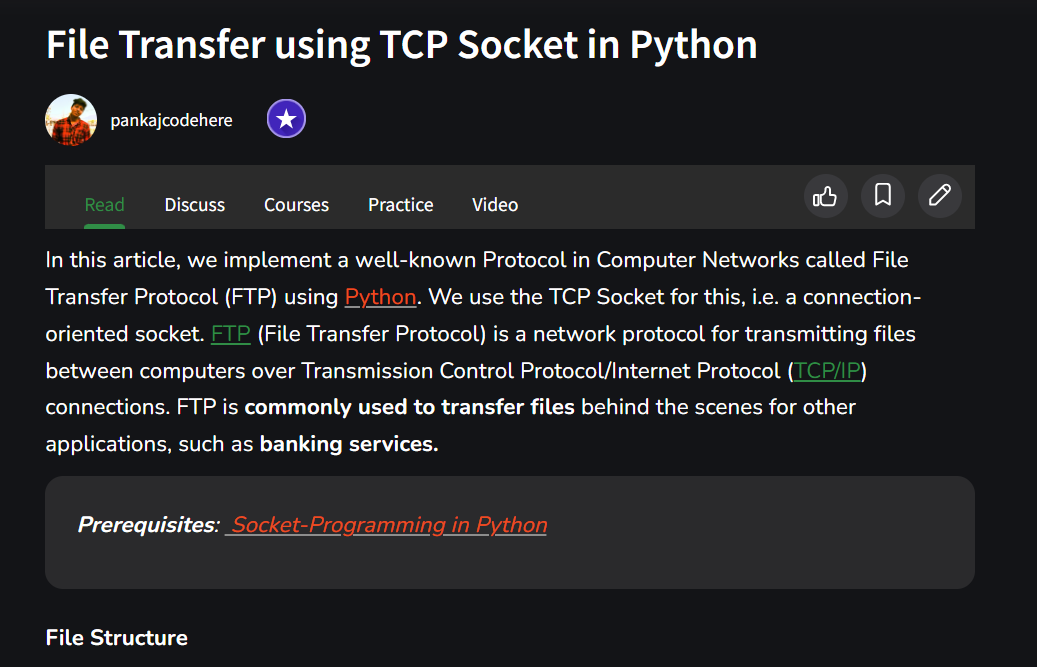 File Transfer using TCP Socket in Python
pankajcodehere
Read Discuss Courses Practice Video
In this article, we implement a well-known Protocol in Computer Networks called File
Transfer Protocol (FTP) using Python. We use the TCP Socket for this, i.e. a connection-
oriented socket. FTP (File Transfer Protocol) is a network protocol for transmitting files
between computers over Transmission Control Protocol/Internet Protocol (TCP/IP)
connections. FTP is commonly used to transfer files behind the scenes for other
applications, such as banking services.
Prerequisites: Socket-Programming in Python
File Structure